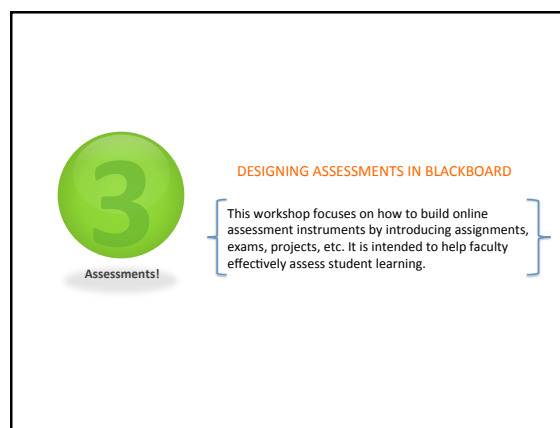 3
Assessments!
DESIGNING ASSESSMENTS IN BLACKBOARD
This workshop focuses on how to build online
assessment instruments by introducing assignments,
exams, projects, etc. It is intended to help faculty
effectively assess student learning.